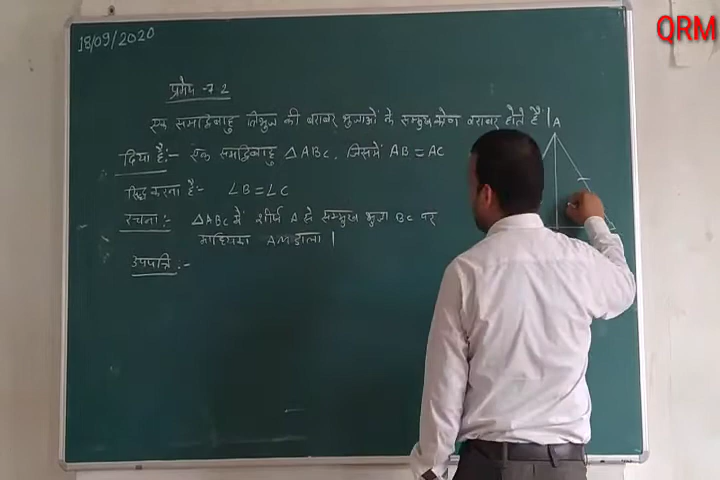 18/09/2020
QRM
प्रमेय -7.2
एक समद्विबाहु त्रिभुज की बराबर भुजाओं के सम्मुख कोण बराबर होते हैं |
A
दिया है:- एक समद्विबाहु △ABC, जिसमें AB = AC
सिद्ध करना है:- ∠B = ∠C
रचना:- △ABC में शीर्ष A से सम्मुख भुजा BC पर
माध्यिका AM डाला |
उपपत्ति:-